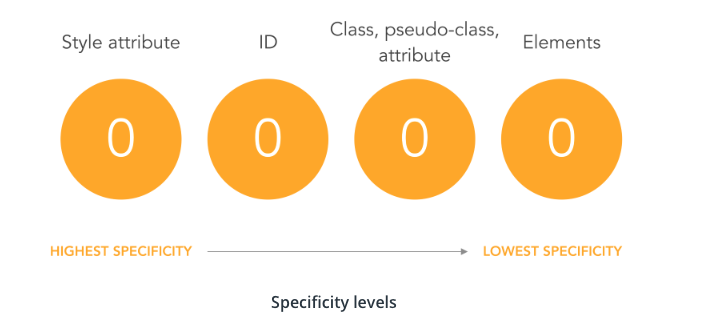 Style attribute
ID
Class, pseudo-class,
attribute
Elements
0
0
0
0
HIGHEST SPECIFICITY
LOWEST SPECIFICITY
Specificity levels